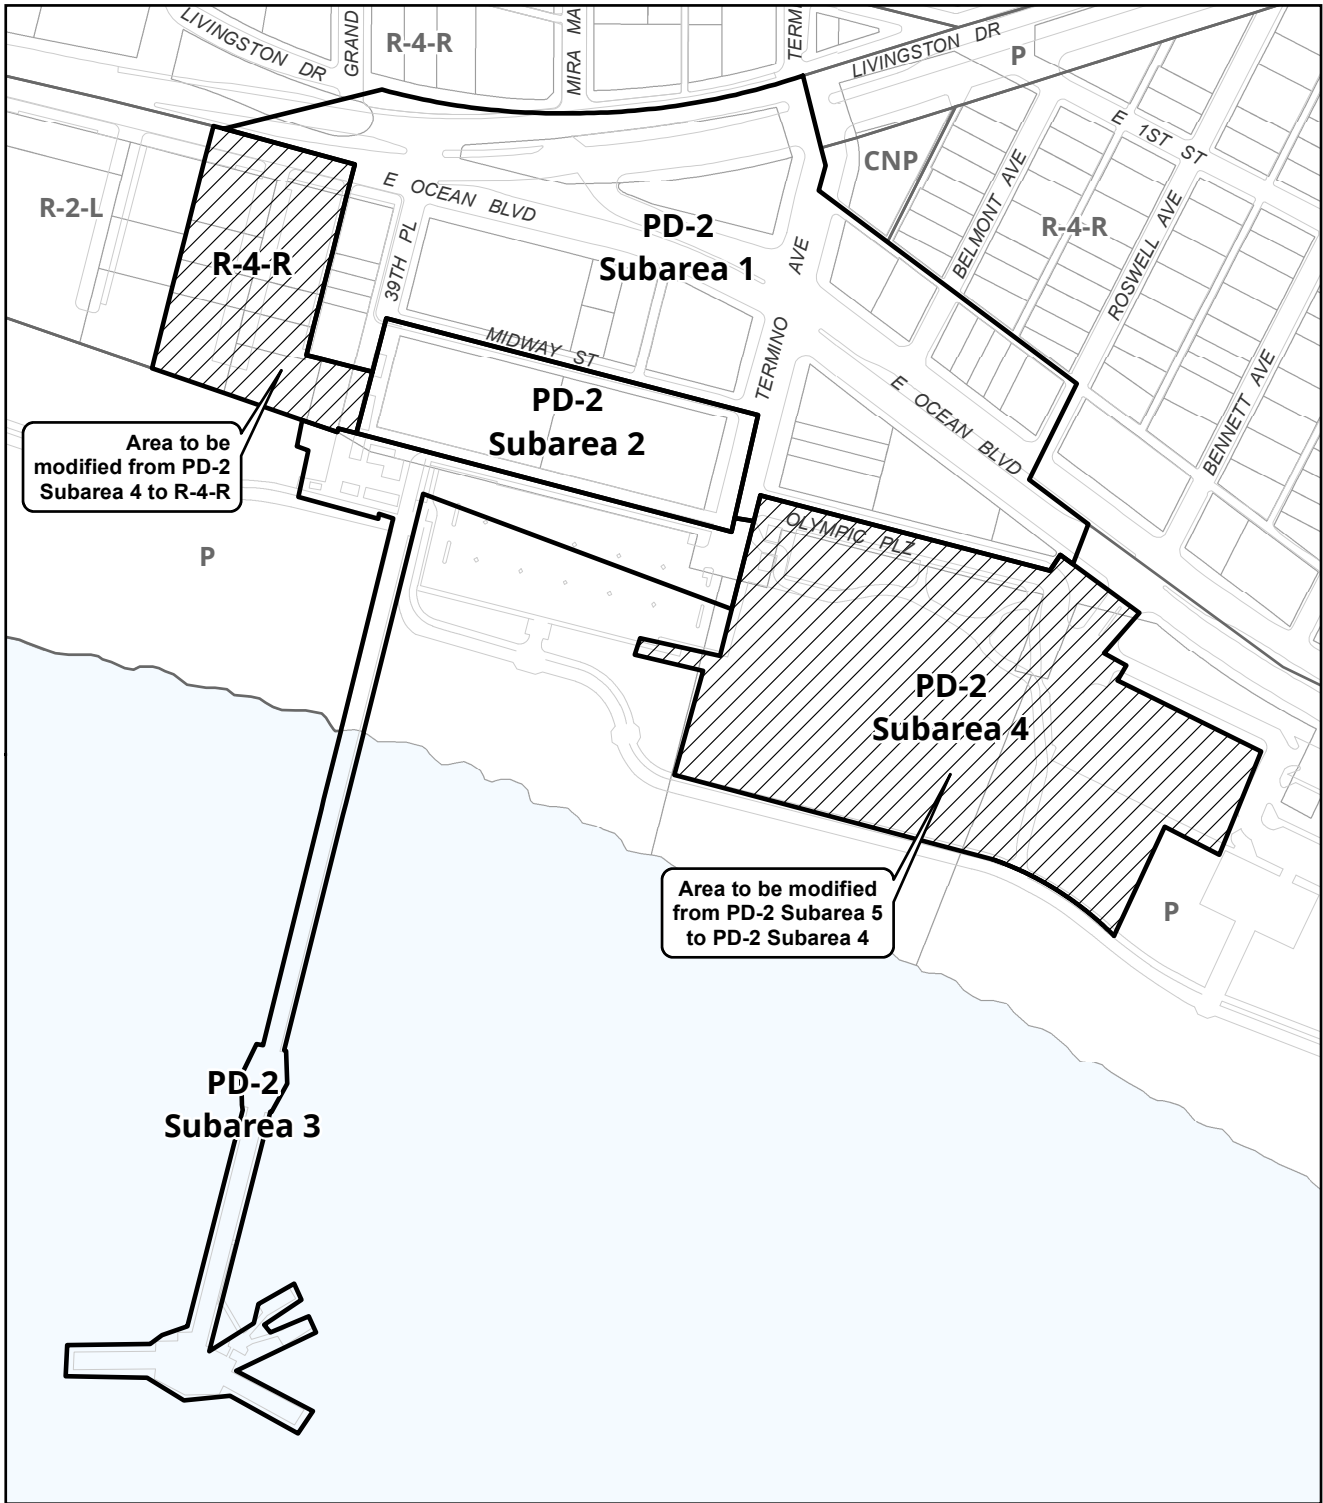 LIVINGSTON DR
GRAND
R-4-R
MIRA MA
TERMI
LIVINGSTON DR
P
E 1ST ST
CNP
BELMONT AVE
R-4-R
ROSWELL AVE
BENNETT AVE
R-2-L
R-4-R
E OCEAN BLVD
39TH PL
PD-2
Subarea 1
TERMINO AVE
MIDWAY ST
PD-2
Subarea 2
E OCEAN BLVD
Area to be
modified from PD-2
Subarea 4 to R-4-R
P
OLYMPIC PLZ
PD-2
Subarea 4
Area to be modified
from PD-2 Subarea 5
to PD-2 Subarea 4
P
PD-2
Subarea 3